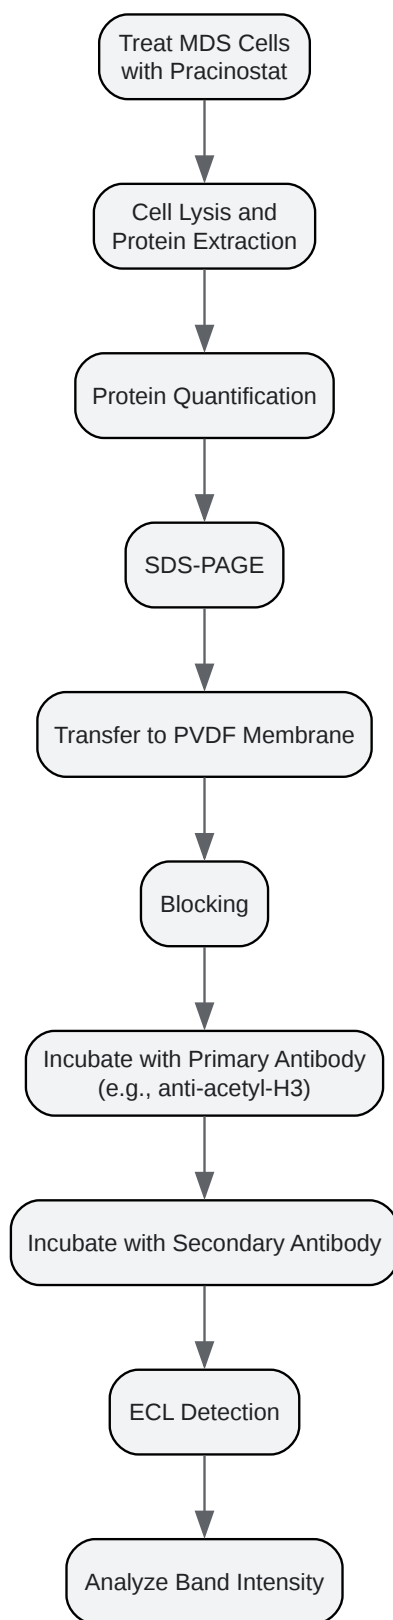 Treat MDS Cells
with Pracinostat
Cell Lysis and
Protein Extraction
Protein Quantification
SDS-PAGE
Transfer to PVDF Membrane
Blocking
Incubate with Primary Antibody
(e.g., anti-acetyl-H3)
Incubate with Secondary Antibody
ECL Detection
Analyze Band Intensity